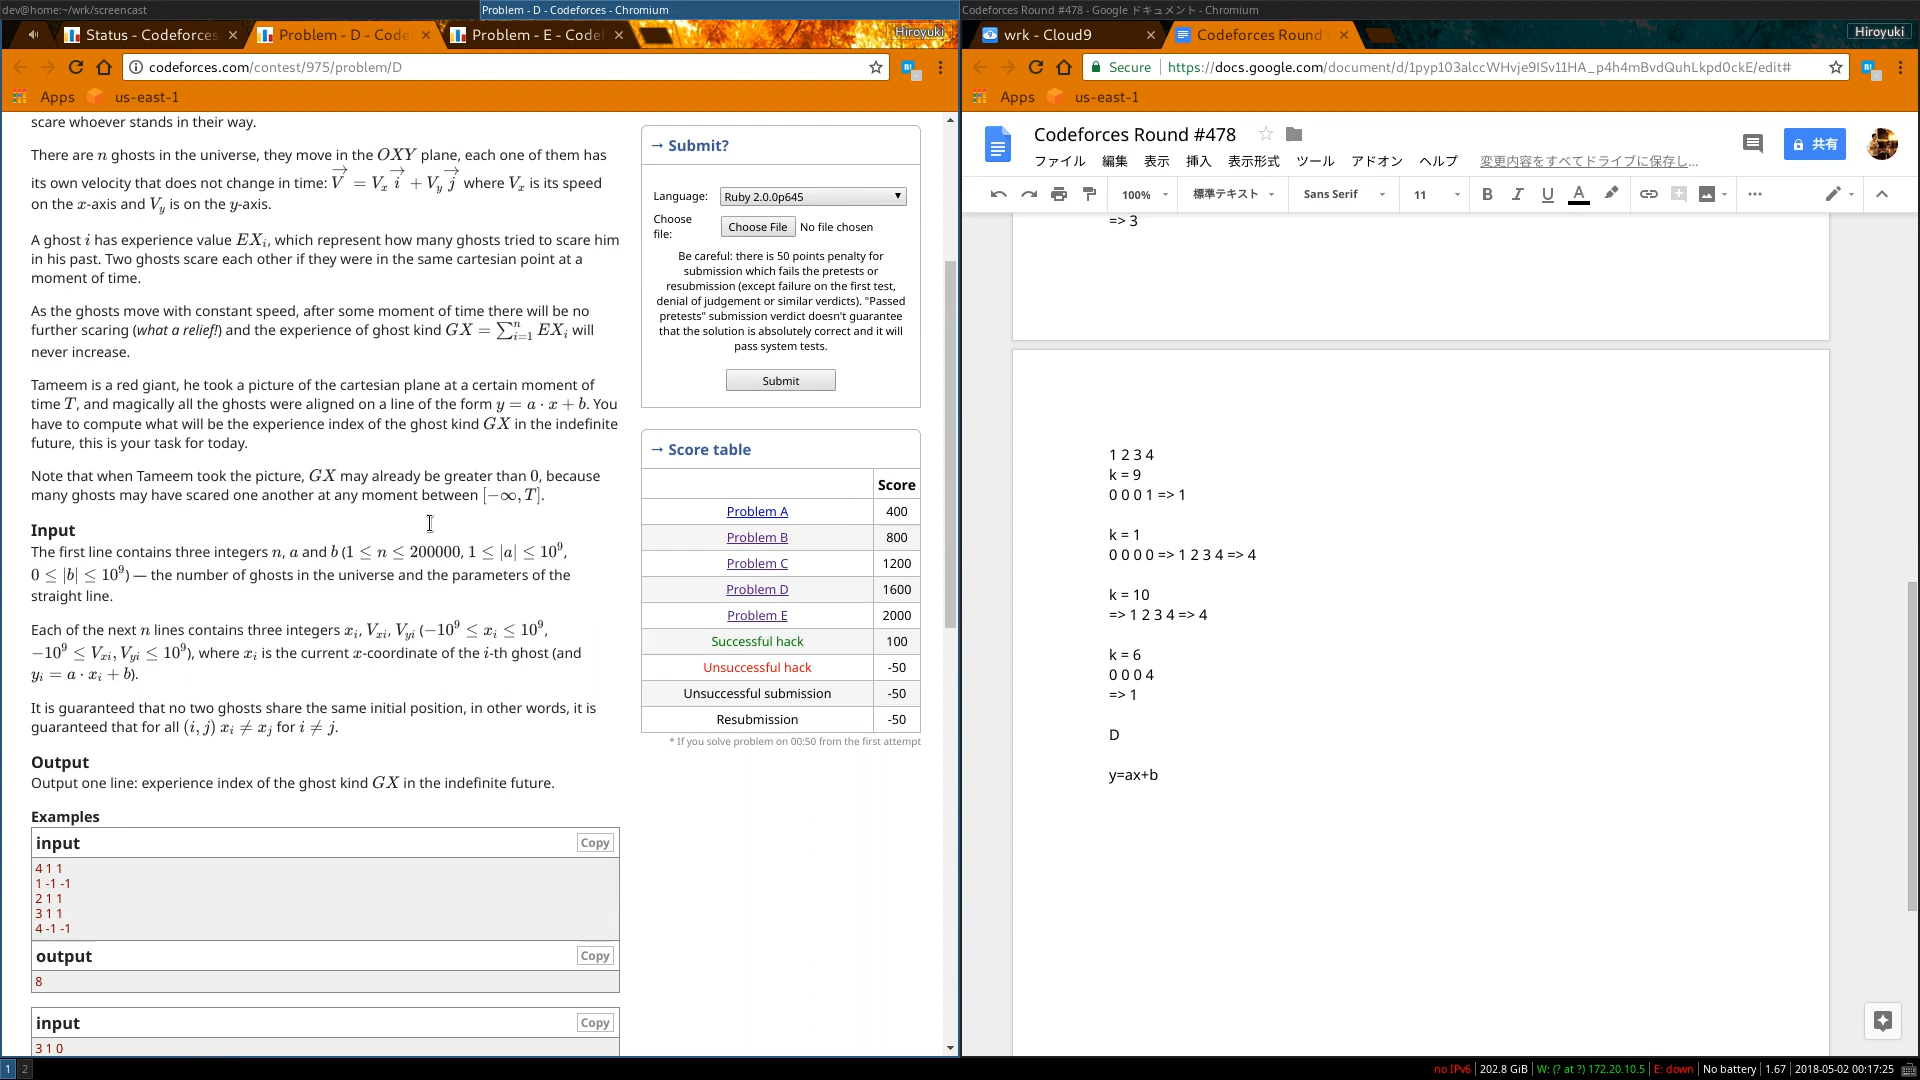 dev@home:~/wrk/screencast
Problem - D - Codeforces - Chromium
Codeforces Round #478 - Google ドキュメント - Chromium
Status - Codeforces
Problem - D - Code
Problem - E - Codef
Hiroyuki
wrk - Cloud9
Codeforces Round
Hiroyuki
codeforces.com/contest/975/problem/D
Secure
https://docs.google.com/document/d/1pyp103alccWHvje9ISv11HA_p4h4mBvdQuhLkpd0ckE/edit#
Apps us-east-1
Apps us-east-1
scare whoever stands in their way.
There are n ghosts in the universe, they move in the OXY plane, each one of them has
its own velocity that does not change in time: V = Vx i + Vy j where Vx is its speed
on the x-axis and Vy is on the y-axis.
A ghost i has experience value EXi, which represent how many ghosts tried to scare him
in his past. Two ghosts scare each other if they were in the same cartesian point at a
moment of time.
As the ghosts move with constant speed, after some moment of time there will be no
further scaring (what a relief!) and the experience of ghost kind GX = ∑ⁿᵢ₌₁ EXi will
never increase.
Tameem is a red giant, he took a picture of the cartesian plane at a certain moment of
time T, and magically all the ghosts were aligned on a line of the form y = a · x + b. You
have to compute what will be the experience index of the ghost kind GX in the indefinite
future, this is your task for today.
Note that when Tameem took the picture, GX may already be greater than 0, because
many ghosts may have scared one another at any moment between [−∞, T].
Input
The first line contains three integers n, a and b (1 ≤ n ≤ 200000, 1 ≤ |a| ≤ 10⁹,
0 ≤ |b| ≤ 10⁹) — the number of ghosts in the universe and the parameters of the
straight line.
Each of the next n lines contains three integers xi, Vxi, Vyi (−10⁹ ≤ xi ≤ 10⁹,
−10⁹ ≤ Vxi, Vyi ≤ 10⁹), where xi is the current x-coordinate of the i-th ghost (and
yi = a · xi + b).
It is guaranteed that no two ghosts share the same initial position, in other words, it is
guaranteed that for all (i, j) xi ≠ xj for i ≠ j.
Output
Output one line: experience index of the ghost kind GX in the indefinite future.
Examples
input
Copy
4 1 1
1 -1 -1
2 1 1
3 1 1
4 -1 -1
output
Copy
8
input
Copy
3 1 0
→ Submit?
Language: Ruby 2.0.0p645
Choose
file:
Choose File No file chosen
Be careful: there is 50 points penalty for
submission which fails the pretests or
resubmission (except failure on the first test,
denial of judgement or similar verdicts). "Passed
pretests" submission verdict doesn't guarantee
that the solution is absolutely correct and it will
pass system tests.
Submit
→ Score table
Score
Problem A 400
Problem B 800
Problem C 1200
Problem D 1600
Problem E 2000
Successful hack 100
Unsuccessful hack -50
Unsuccessful submission -50
Resubmission -50
* If you solve problem on 00:50 from the first attempt
Codeforces Round #478
共有
ファイル 編集 表示 挿入 表示形式 ツール アドオン ヘルプ 変更内容をすべてドライブに保存し...
100% 標準テキスト Sans Serif 11 B I U A
=> 3
1 2 3 4
k = 9
0 0 0 1 => 1
k = 1
0 0 0 0 => 1 2 3 4 => 4
k = 10
=> 1 2 3 4 => 4
k = 6
0 0 0 4
=> 1
D
y=ax+b
1 2
no IPv6 | 202.8 GiB | W: (? at ?) 172.20.10.5 | E: down | No battery | 1.67 | 2018-05-02 00:17:25